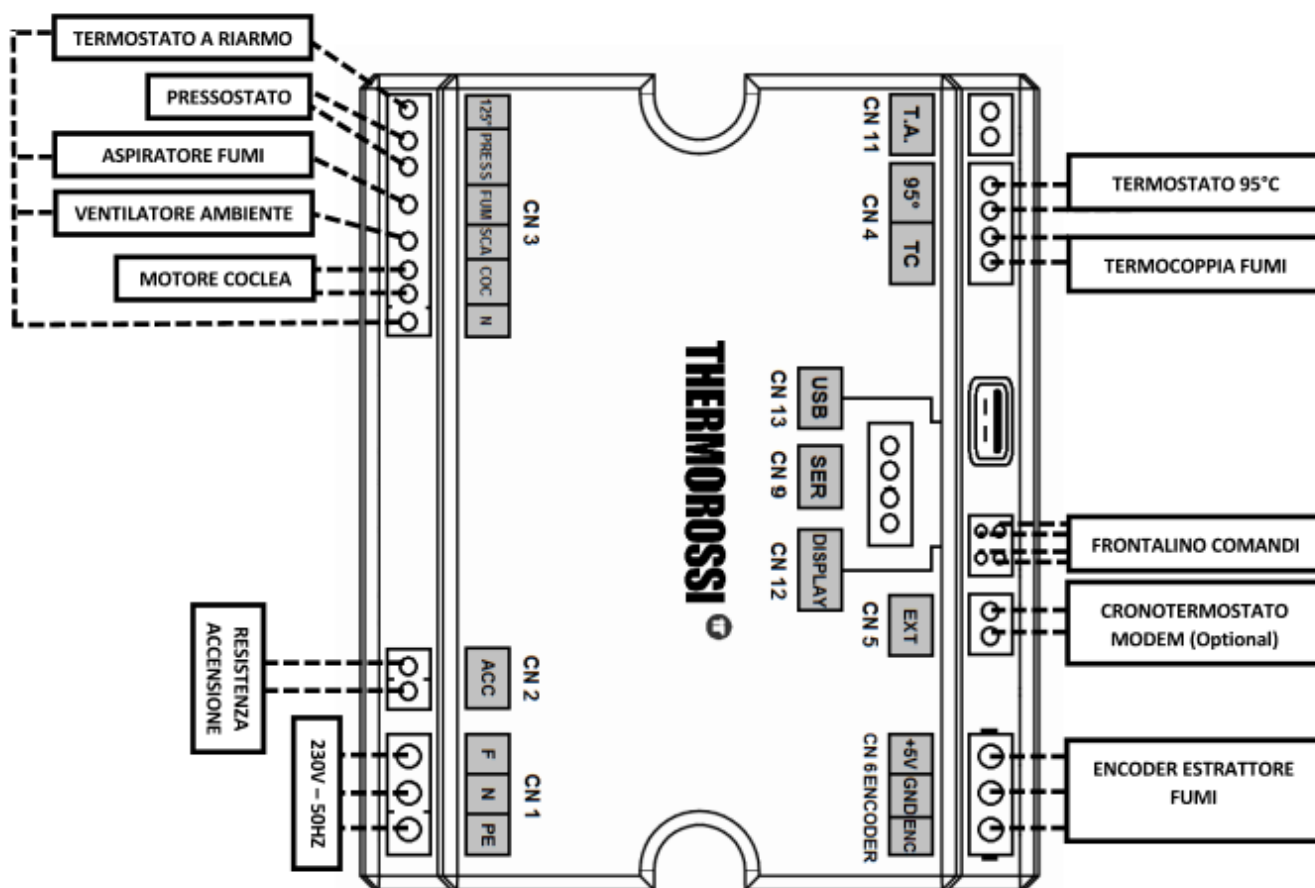 TERMOSTATO A RIARMO
PRESSOSTATO
ASPIRATORE FUMI
VENTILATORE AMBIENTE
MOTORE COCLEA
RESISTENZA
ACCENSIONE
230V – 50HZ
125°
PRESS
FUM
SCA
COC
N
CN 3
ACC
CN 2
F
N
PE
CN 1
THERMOROSSI
T.A.
CN 11
95°
TC
CN 4
USB
CN 13
SER
CN 9
DISPLAY
CN 12
EXT
CN 5
+5V
GND
ENC
CN 6 ENCODER
TERMOSTATO 95°C
TERMOCOPPIA FUMI
FRONTALINO COMANDI
CRONOTERMOSTATO
MODEM (Optional)
ENCODER ESTRATTORE
FUMI